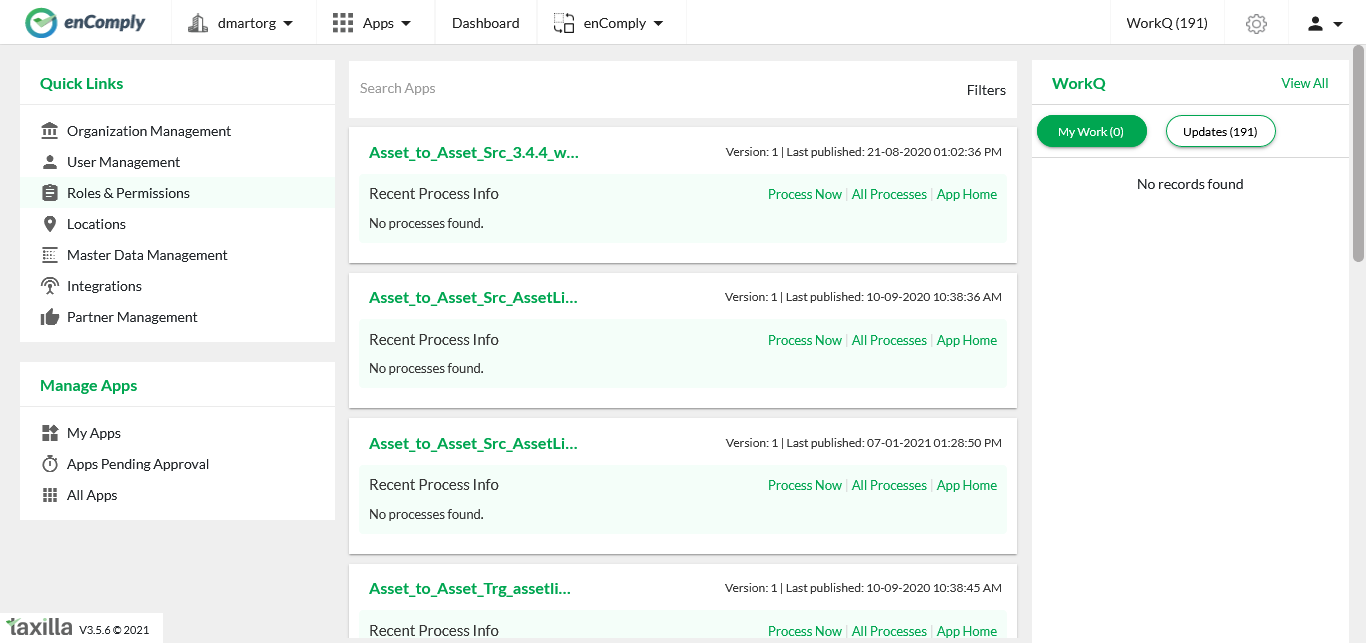 enComply
dmartorg
Apps
Dashboard
enComply
WorkQ (191)
Quick Links
Organization Management
User Management
Roles & Permissions
Locations
Master Data Management
Integrations
Partner Management
Manage Apps
My Apps
Apps Pending Approval
All Apps
Search Apps
Filters
Asset_to_Asset_Src_3.4.4_w...
Version: 1 | Last published: 21-08-2020 01:02:36 PM
Recent Process Info
Process Now | All Processes | App Home
No processes found.
Asset_to_Asset_Src_AssetLi...
Version: 1 | Last published: 10-09-2020 10:38:36 AM
Recent Process Info
Process Now | All Processes | App Home
No processes found.
Asset_to_Asset_Src_AssetLi...
Version: 1 | Last published: 07-01-2021 01:28:50 PM
Recent Process Info
Process Now | All Processes | App Home
No processes found.
Asset_to_Asset_Trg_assetli...
Version: 1 | Last published: 10-09-2020 10:38:45 AM
Recent Process Info
Process Now | All Processes | App Home
WorkQ
View All
My Work (0)
Updates (191)
No records found
taxilla V3.5.6 © 2021